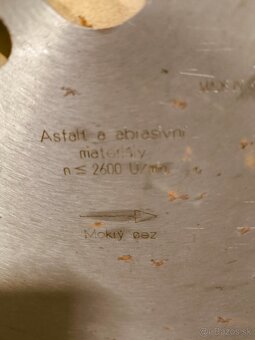 Asfalt a abrasivní
materiály
n ≤ 2600 U/min
Mokrý řez